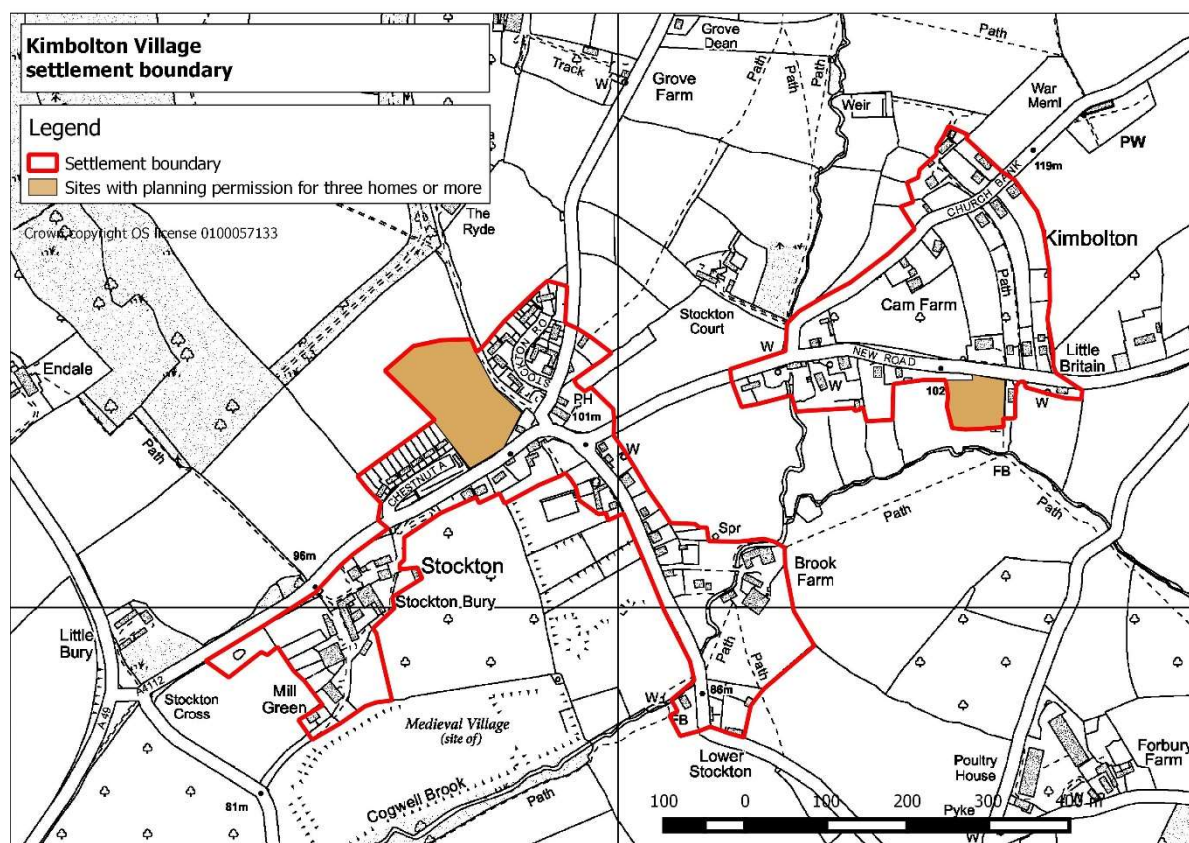 Kimbolton Village
settlement boundary
Legend
Settlement boundary
Sites with planning permission for three homes or more
Crown copyright OS license 0100057133
Grove
Dean
Track
W
Grove
Farm
Path
Path
Path
Path
Weir
War
Meml
PW
119m
CHURCH BANK
Kimbolton
The
Ryde
Endale
Path
Stockton
Court
Cam Farm
Path
W
NEW ROAD
W
Little
Britain
102
W
PH
101m
W
CHESTNUT A
FB
Path
Path
Spr
Brook
Farm
96m
Stockton
Stockton Bury
Little
Bury
A4112
Stockton
Cross
A 49
Mill
Green
Path
Path
W
86m
FB
Medieval Village
(site of)
Lower
Stockton
81m
Cogwell Brook
Path
Poultry
House
Forbury
Farm
Pyke
W
W
100 0 100 200 300 400 m